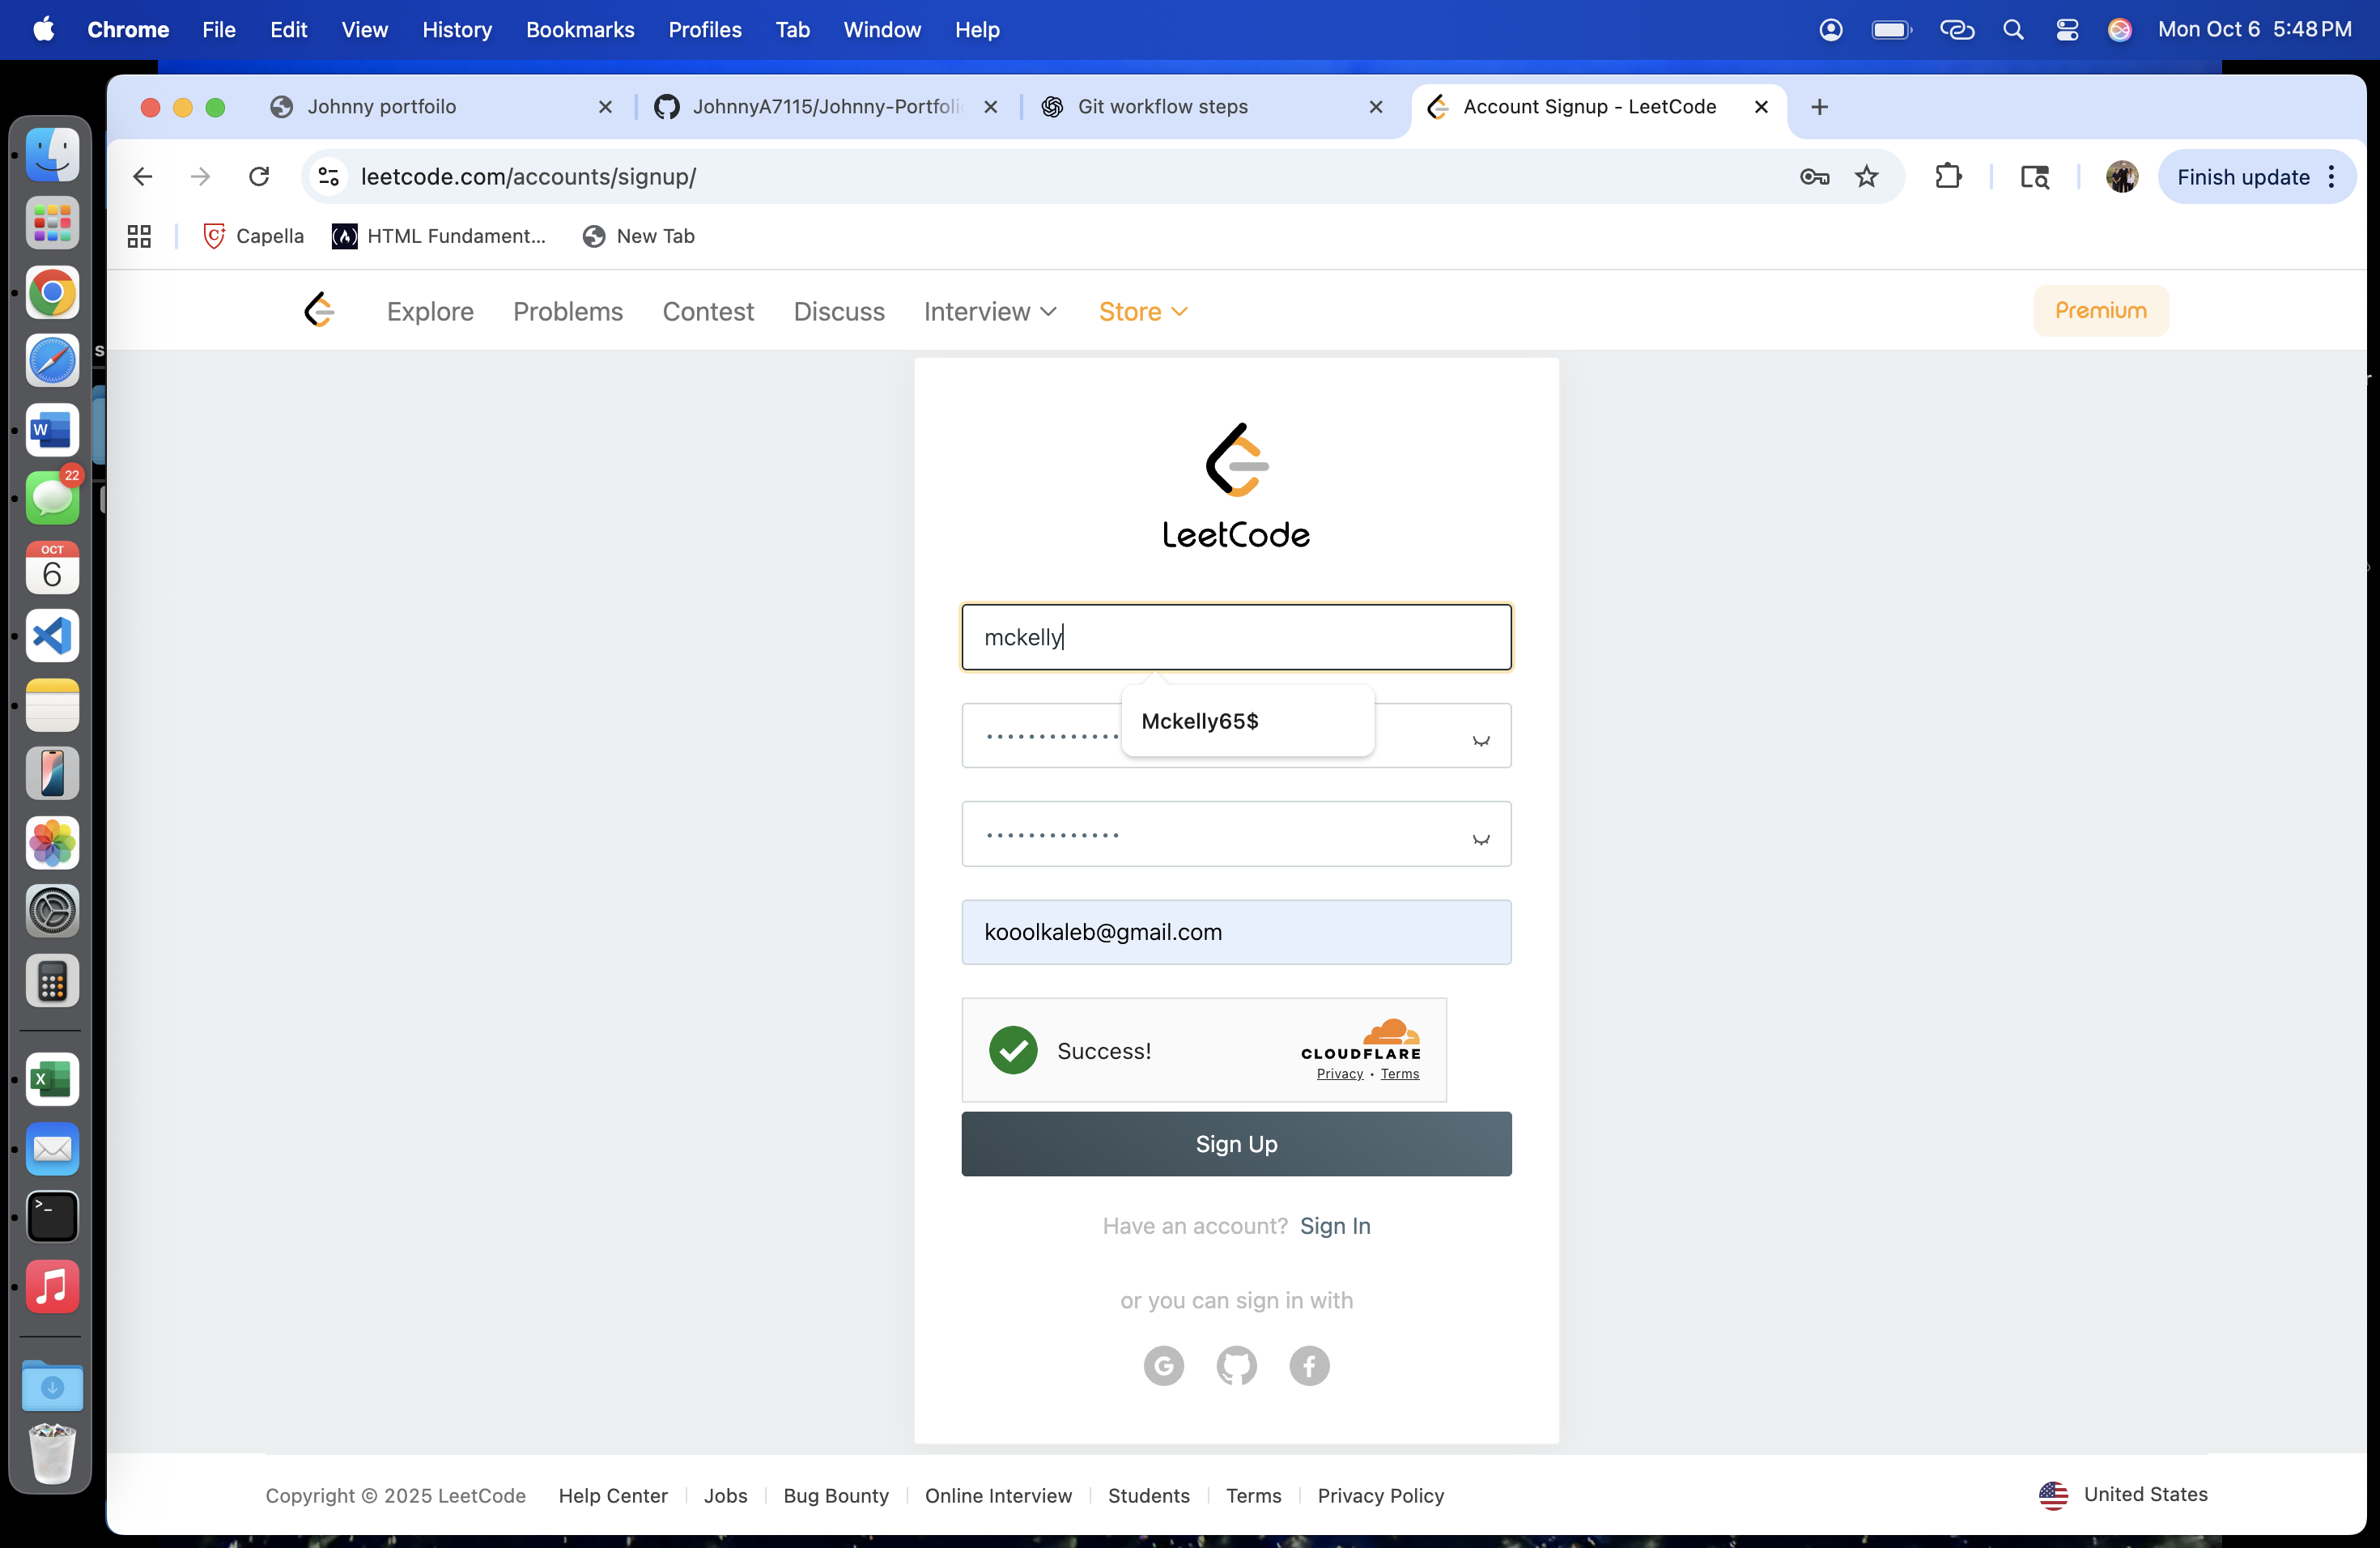 Chrome File Edit View History Bookmarks Profiles Tab Window Help Mon Oct 6 5:48 PM
Johnny portfoilo JohnnyA7115/Johnny-Portfoli Git workflow steps Account Signup - LeetCode
leetcode.com/accounts/signup/ Finish update
Capella HTML Fundament... New Tab
Explore Problems Contest Discuss Interview Store Premium
22
OCT
6
LeetCode
mckelly
Mckelly65$
•••••••••••••
•••••••••••••
kooolkaleb@gmail.com
Success!
CLOUDFLARE
Privacy • Terms
Sign Up
Have an account? Sign In
or you can sign in with
Copyright © 2025 LeetCode Help Center Jobs Bug Bounty Online Interview Students Terms Privacy Policy United States